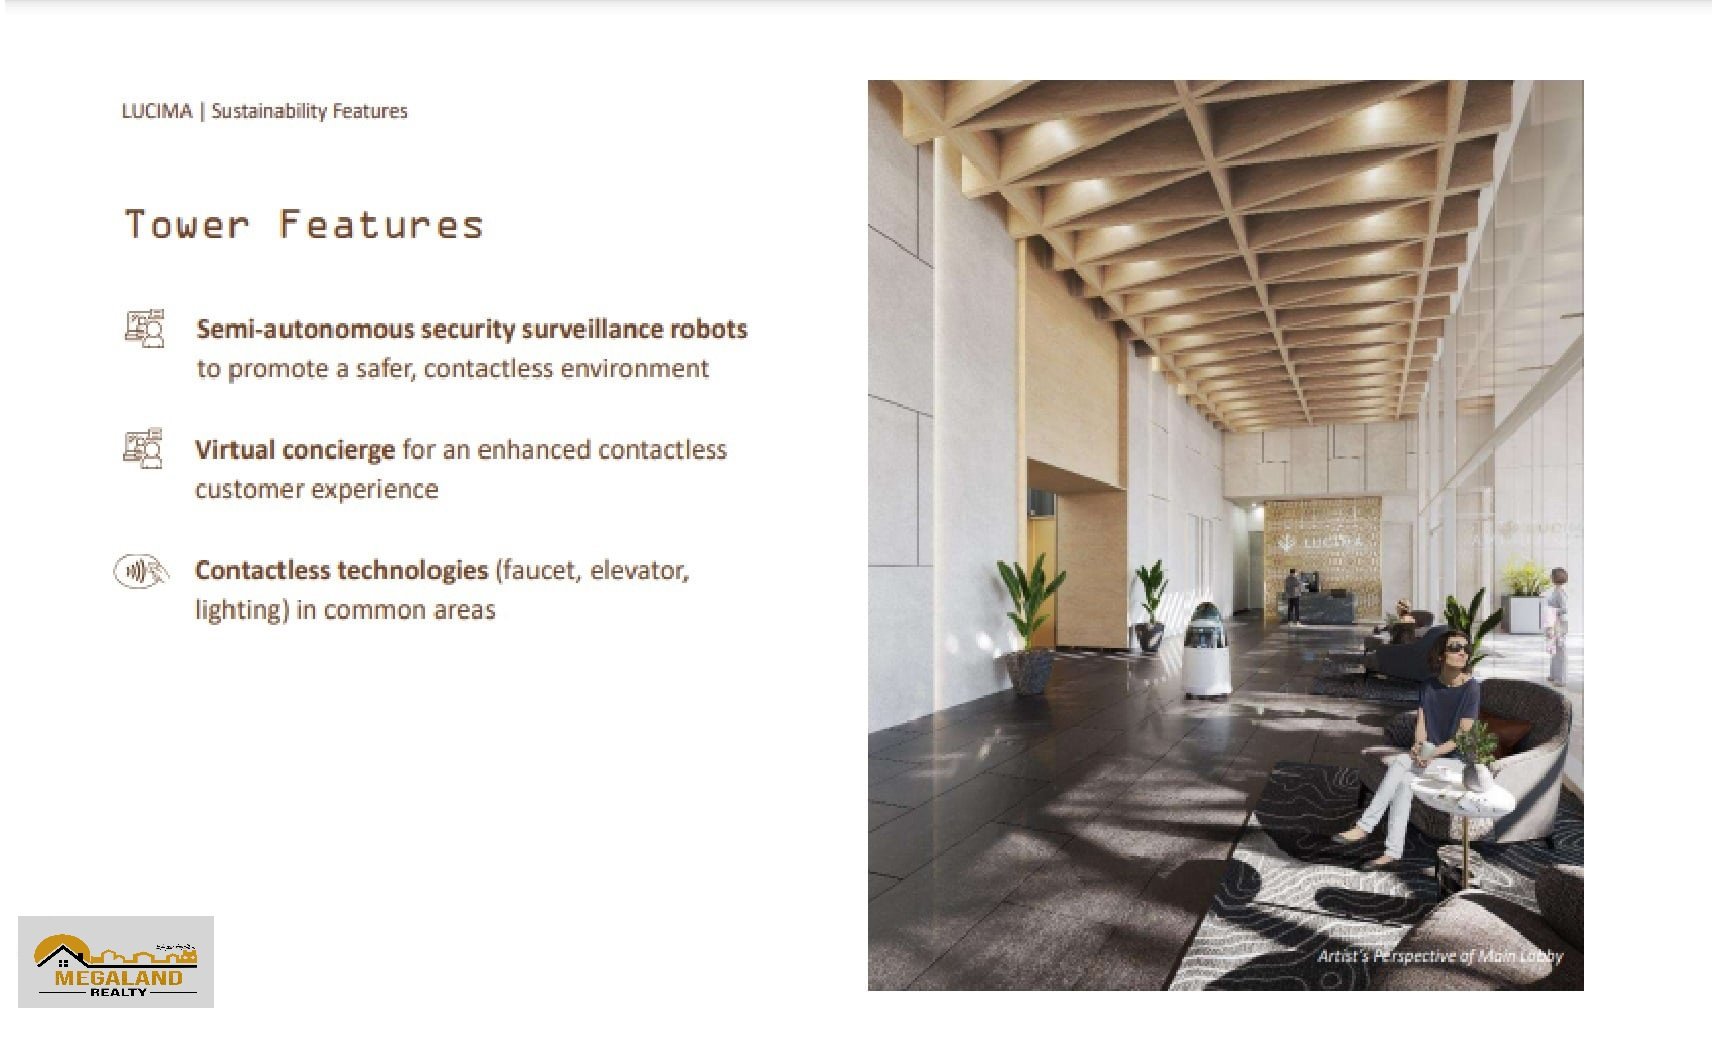 LUCIMA | Sustainability Features
Tower Features
Semi-autonomous security surveillance robots
to promote a safer, contactless environment
Virtual concierge for an enhanced contactless
customer experience
Contactless technologies (faucet, elevator,
lighting) in common areas
LUCIMA
Artist's Perspective of Main Lobby
MEGALAND
REALTY